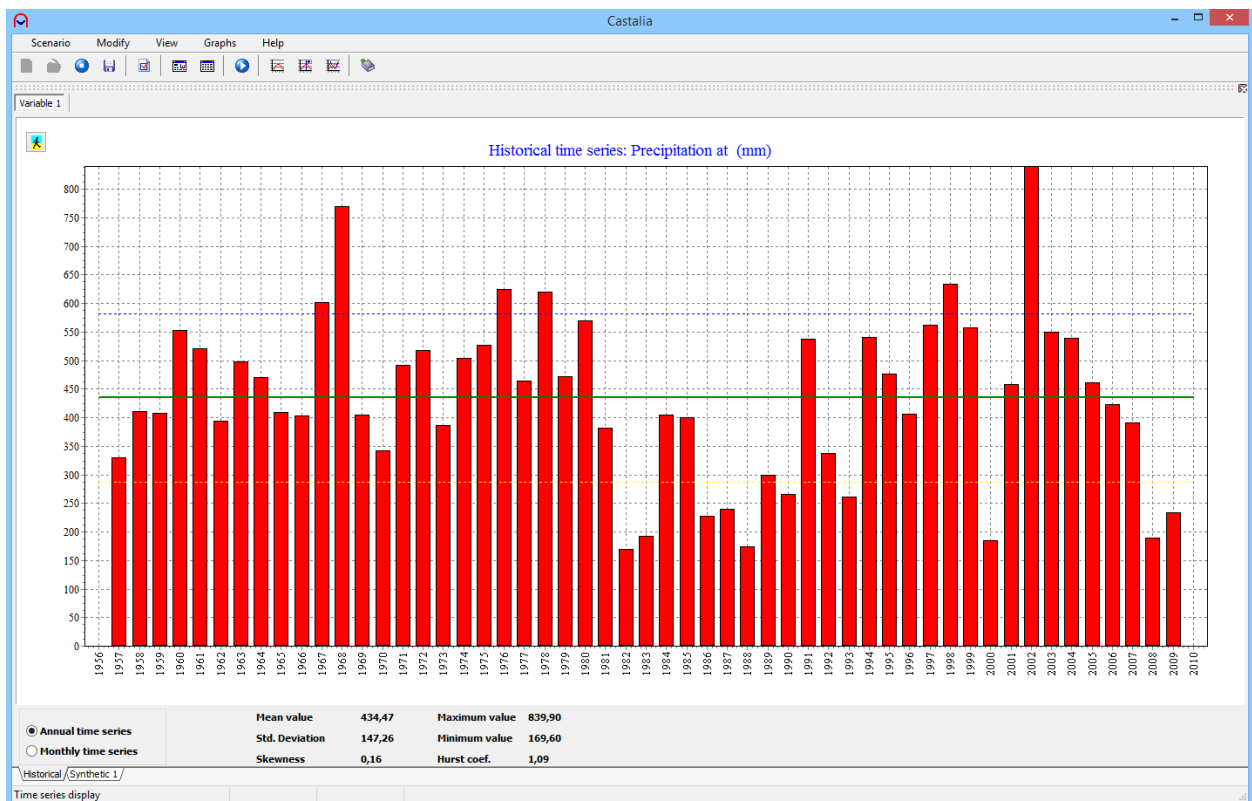 Castalia
Scenario Modify View Graphs Help
Variable 1
Historical time series: Precipitation at (mm)
800
750
700
650
600
550
500
450
400
350
300
250
200
150
100
50
0
1956 1957 1958 1959 1960 1961 1962 1963 1964 1965 1966 1967 1968 1969 1970 1971 1972 1973 1974 1975 1976 1977 1978 1979 1980 1981 1982 1983 1984 1985 1986 1987 1988 1989 1990 1991 1992 1993 1994 1995 1996 1997 1998 1999 2000 2001 2002 2003 2004 2005 2006 2007 2008 2009 2010
Mean value 434,47 Maximum value 839,90
Annual time series
Std. Deviation 147,26 Minimum value 169,60
Monthly time series
Skewness 0,16 Hurst coef. 1,09
Historical Synthetic 1
Time series display